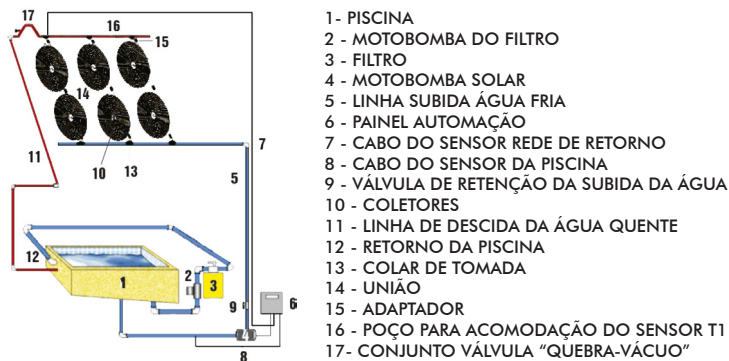 17
16
15
14
7
11
10
13
5
12
1
2
3
9
6
4
8
1- PISCINA
2 - MOTOBOMBA DO FILTRO
3 - FILTRO
4 - MOTOBOMBA SOLAR
5 - LINHA SUBIDA ÁGUA FRIA
6 - PAINEL AUTOMAÇÃO
7 - CABO DO SENSOR REDE DE RETORNO
8 - CABO DO SENSOR DA PISCINA
9 - VÁLVULA DE RETENÇÃO DA SUBIDA DA ÁGUA
10 - COLETORES
11 - LINHA DE DESCIDA DA ÁGUA QUENTE
12 - RETORNO DA PISCINA
13 - COLAR DE TOMADA
14 - UNIÃO
15 - ADAPTADOR
16 - POÇO PARA ACOMODAÇÃO DO SENSOR T1
17- CONJUNTO VÁLVULA “QUEBRA-VÁCUO”